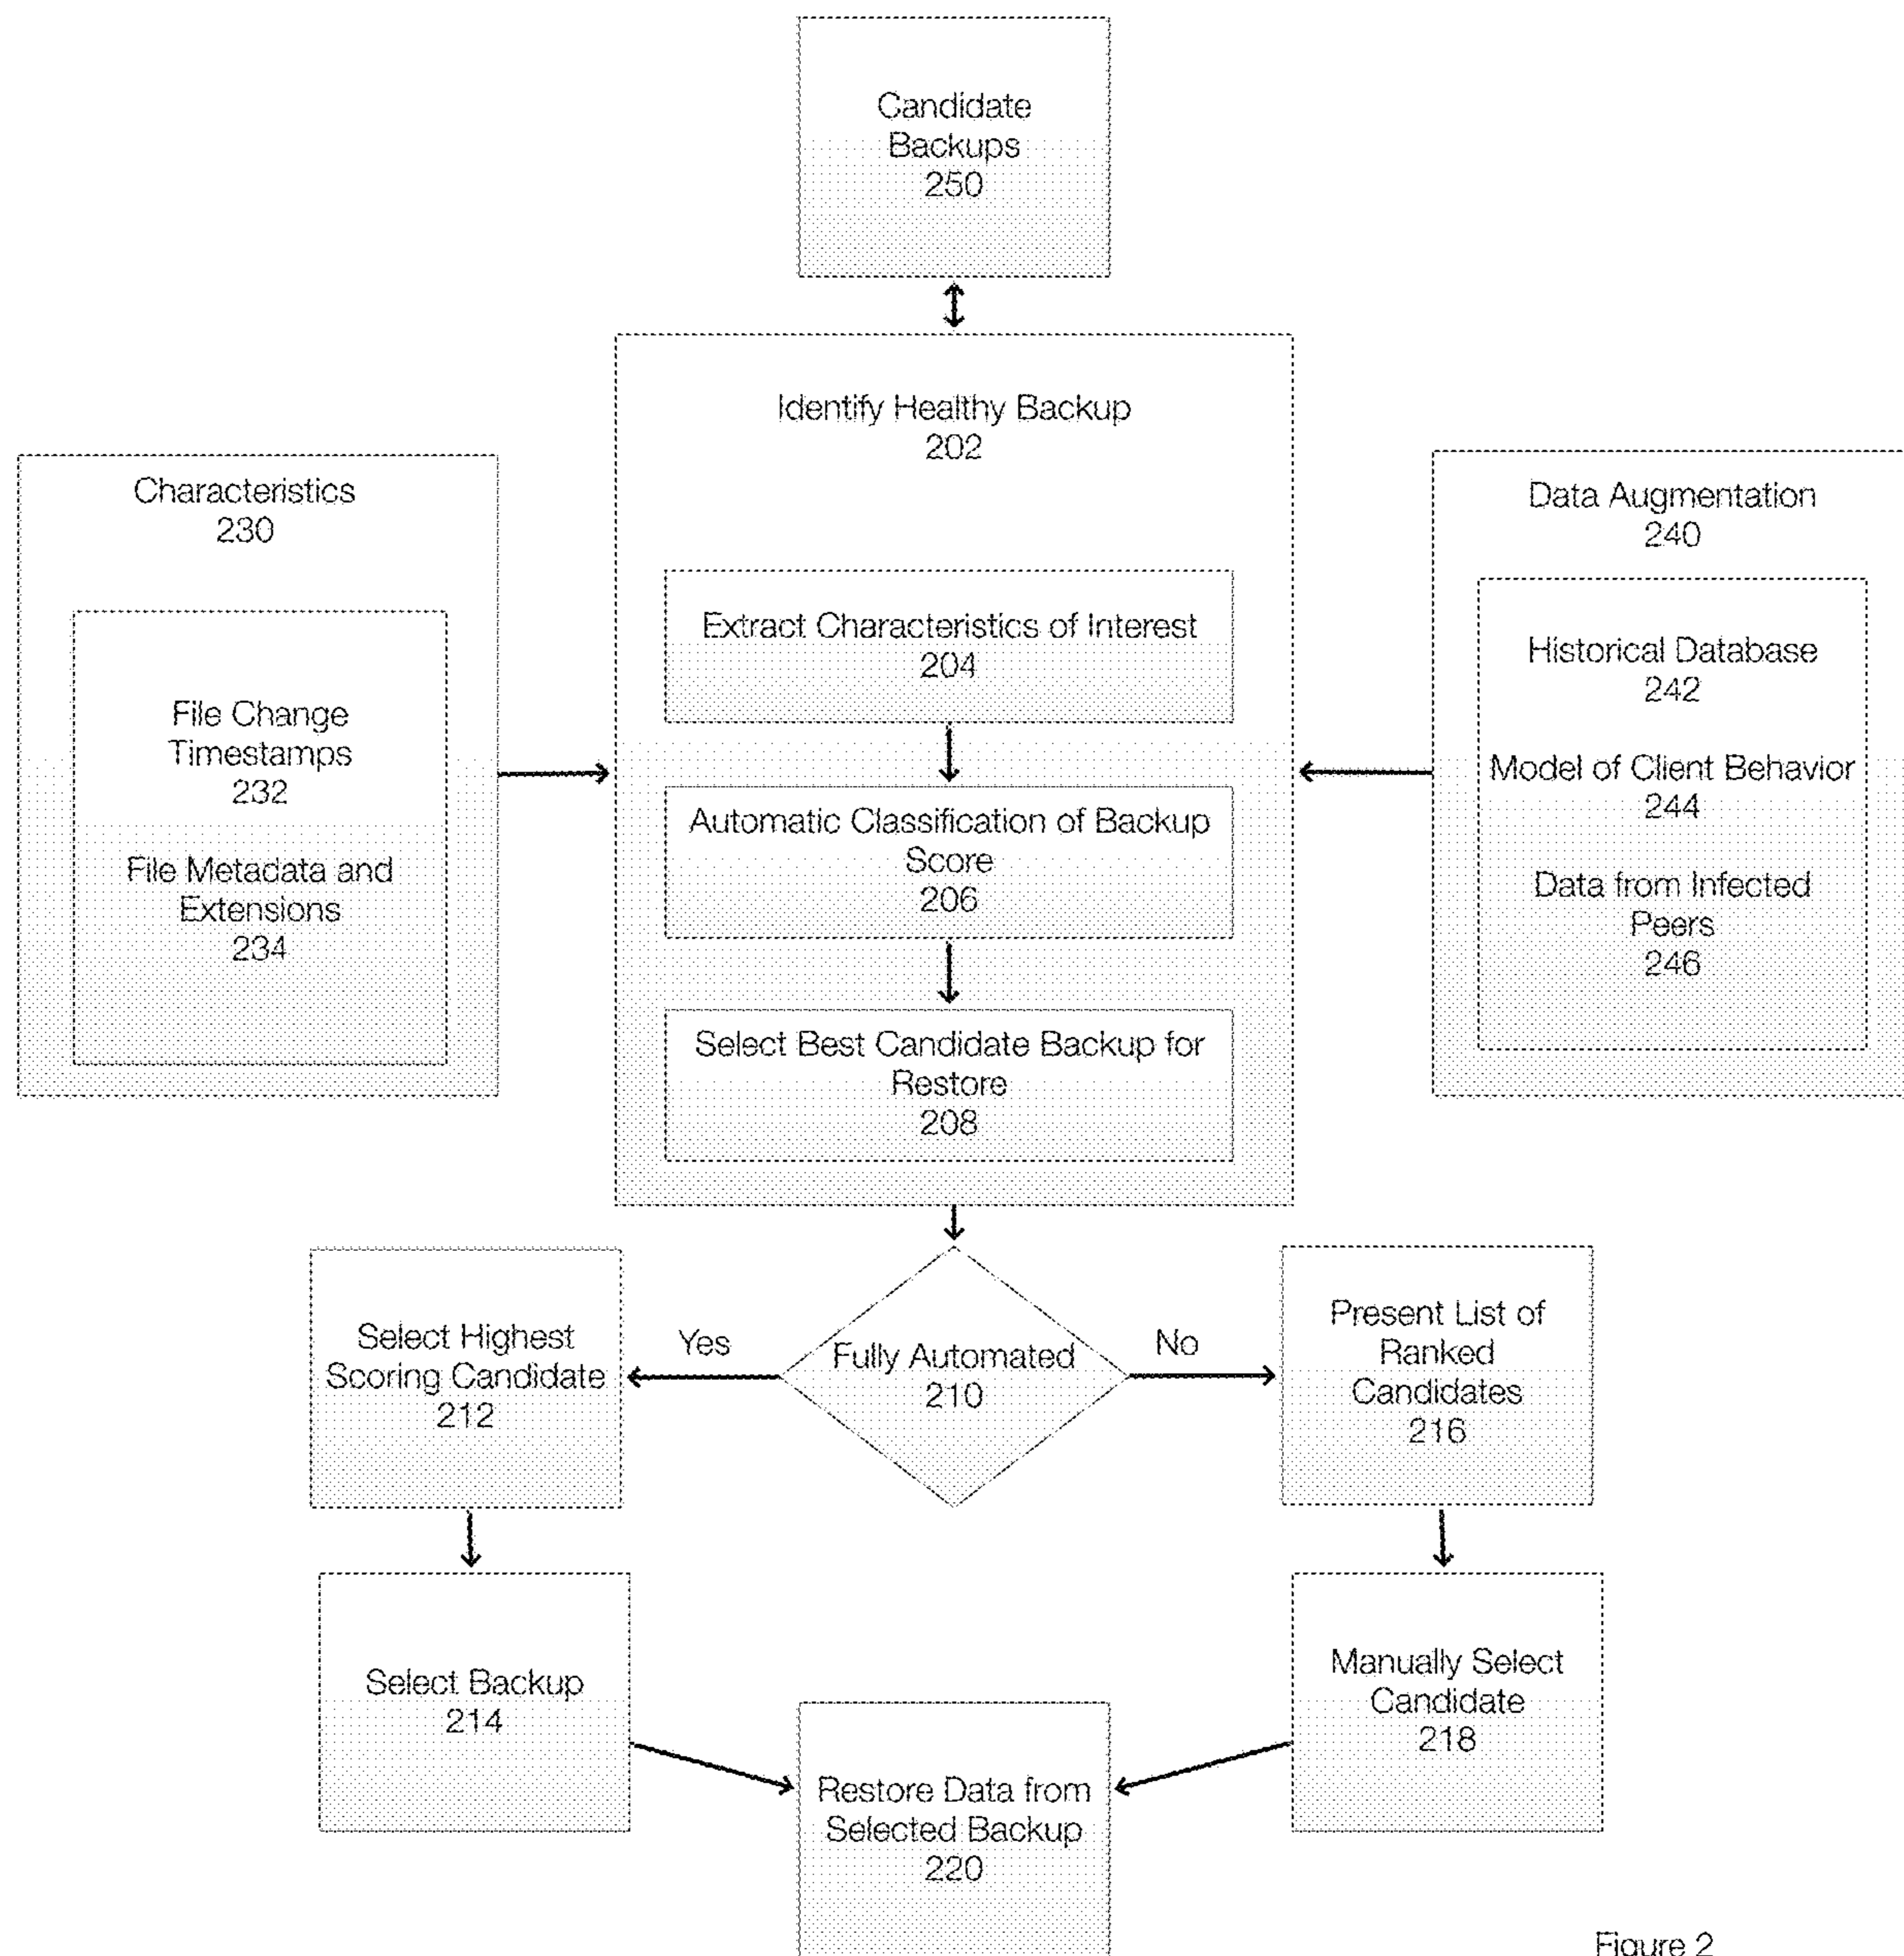 Candidate
Backups
250
Identify Healthy Backup
202
Characteristics
230
File Change
Timestamps
232
File Metadata and
Extensions
234
Extract Characteristics of Interest
204
Automatic Classification of Backup
Score
206
Select Best Candidate Backup for
Restore
208
Data Augmentation
240
Historical Database
242
Model of Client Behavior
244
Data from Infected
Peers
246
Fully Automated
210
Yes
No
Select Highest
Scoring Candidate
212
Present List of
Ranked
Candidates
216
Select Backup
214
Manually Select
Candidate
218
Restore Data from
Selected Backup
220
Figure 2